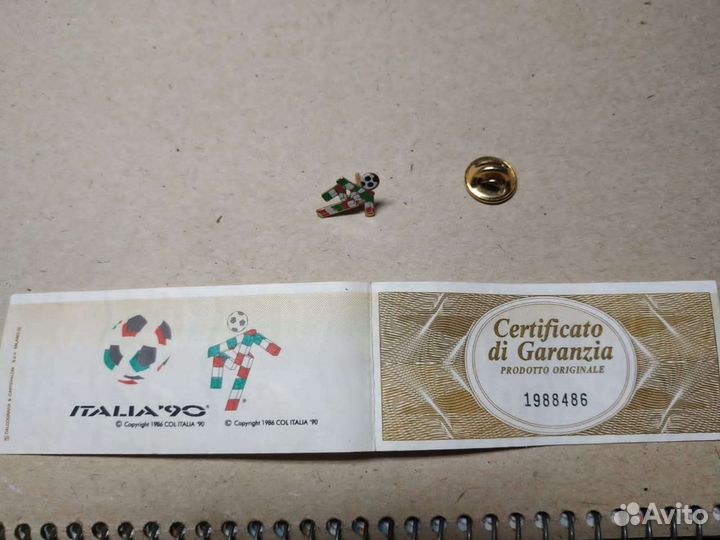 ITALIA'90
© Copyright 1986 COL ITALIA '90
© Copyright 1986 COL ITALIA '90
Certificato
di Garanzia
PRODOTTO ORIGINALE
1988486
Avito